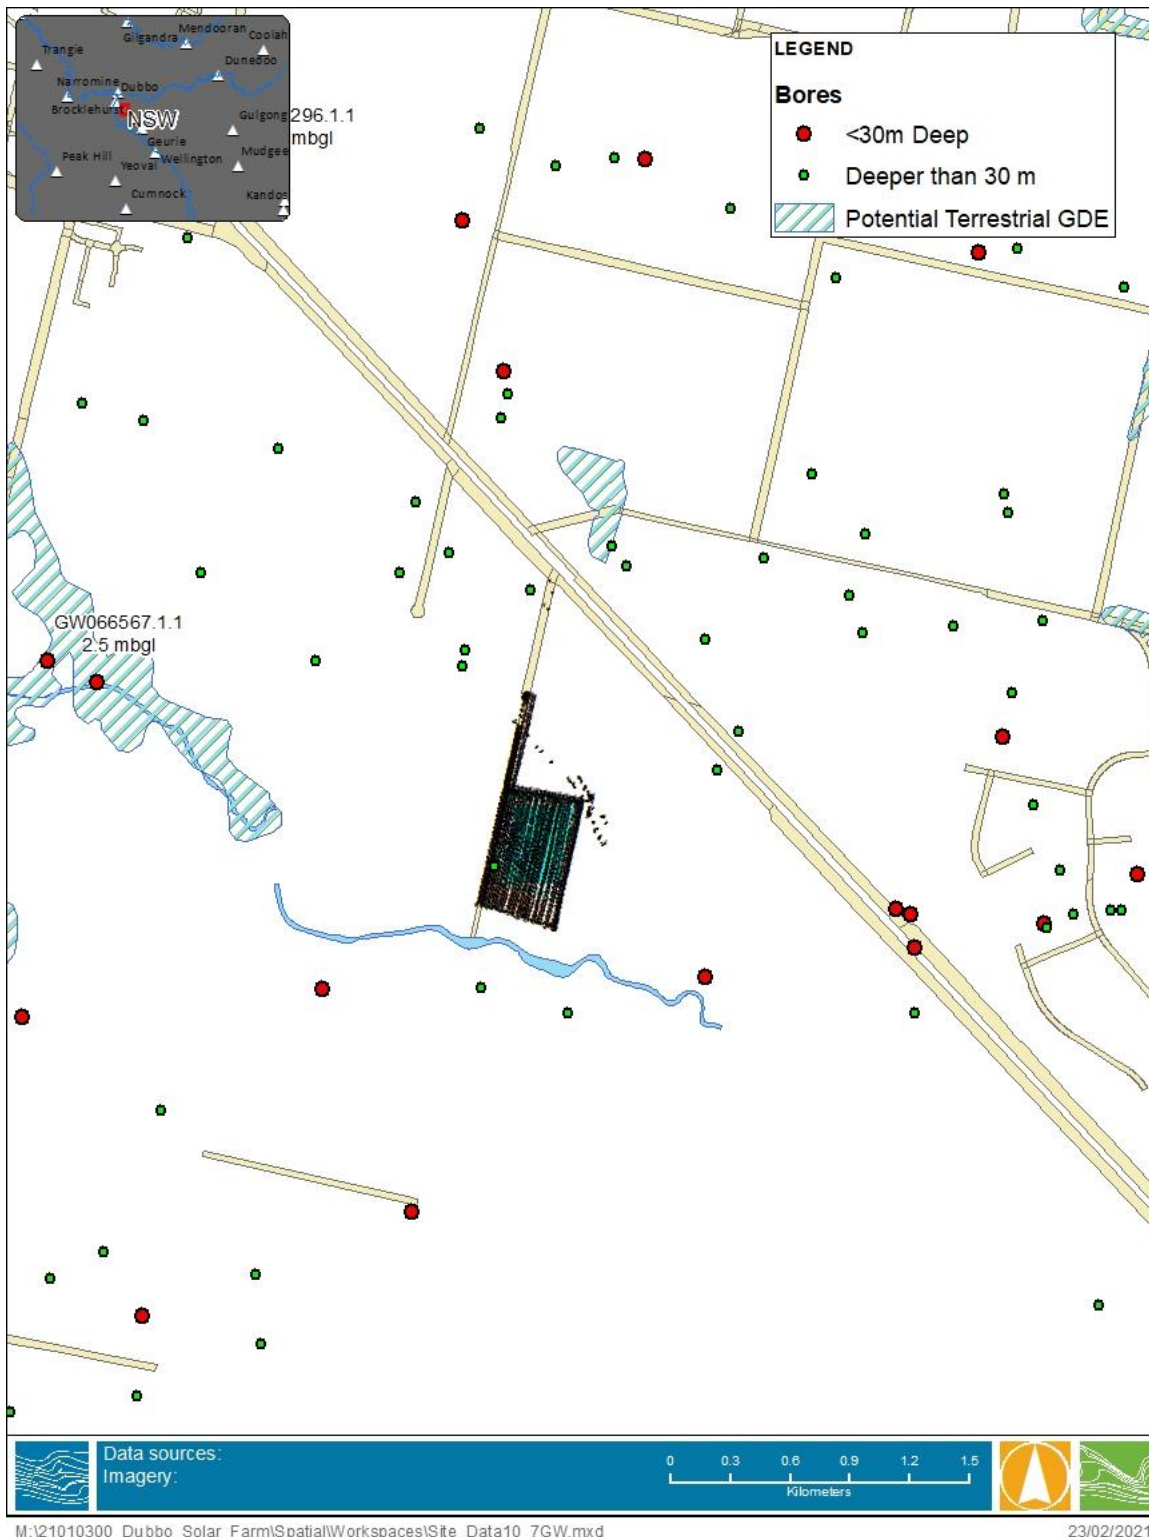 Gilgandra
Mendooran
Coolah
Trangie
Dunedoo
Narromine
Dubbo
Brocklehurst
NSW
Gulgong
Geurie
Peak Hill
Wellington
Mudgee
Yeoval
Cumnock
Kandos
296.1.1
mbgl
LEGEND
Bores
<30m Deep
Deeper than 30 m
Potential Terrestrial GDE
GW066567.1.1
2.5 mbgl
Data sources:
Imagery:
0 0.3 0.6 0.9 1.2 1.5
Kilometers
M:\21010300_Dubbo_Solar_Farm\Spatial\Workspaces\Site_Data10_7GW.mxd
23/02/2021